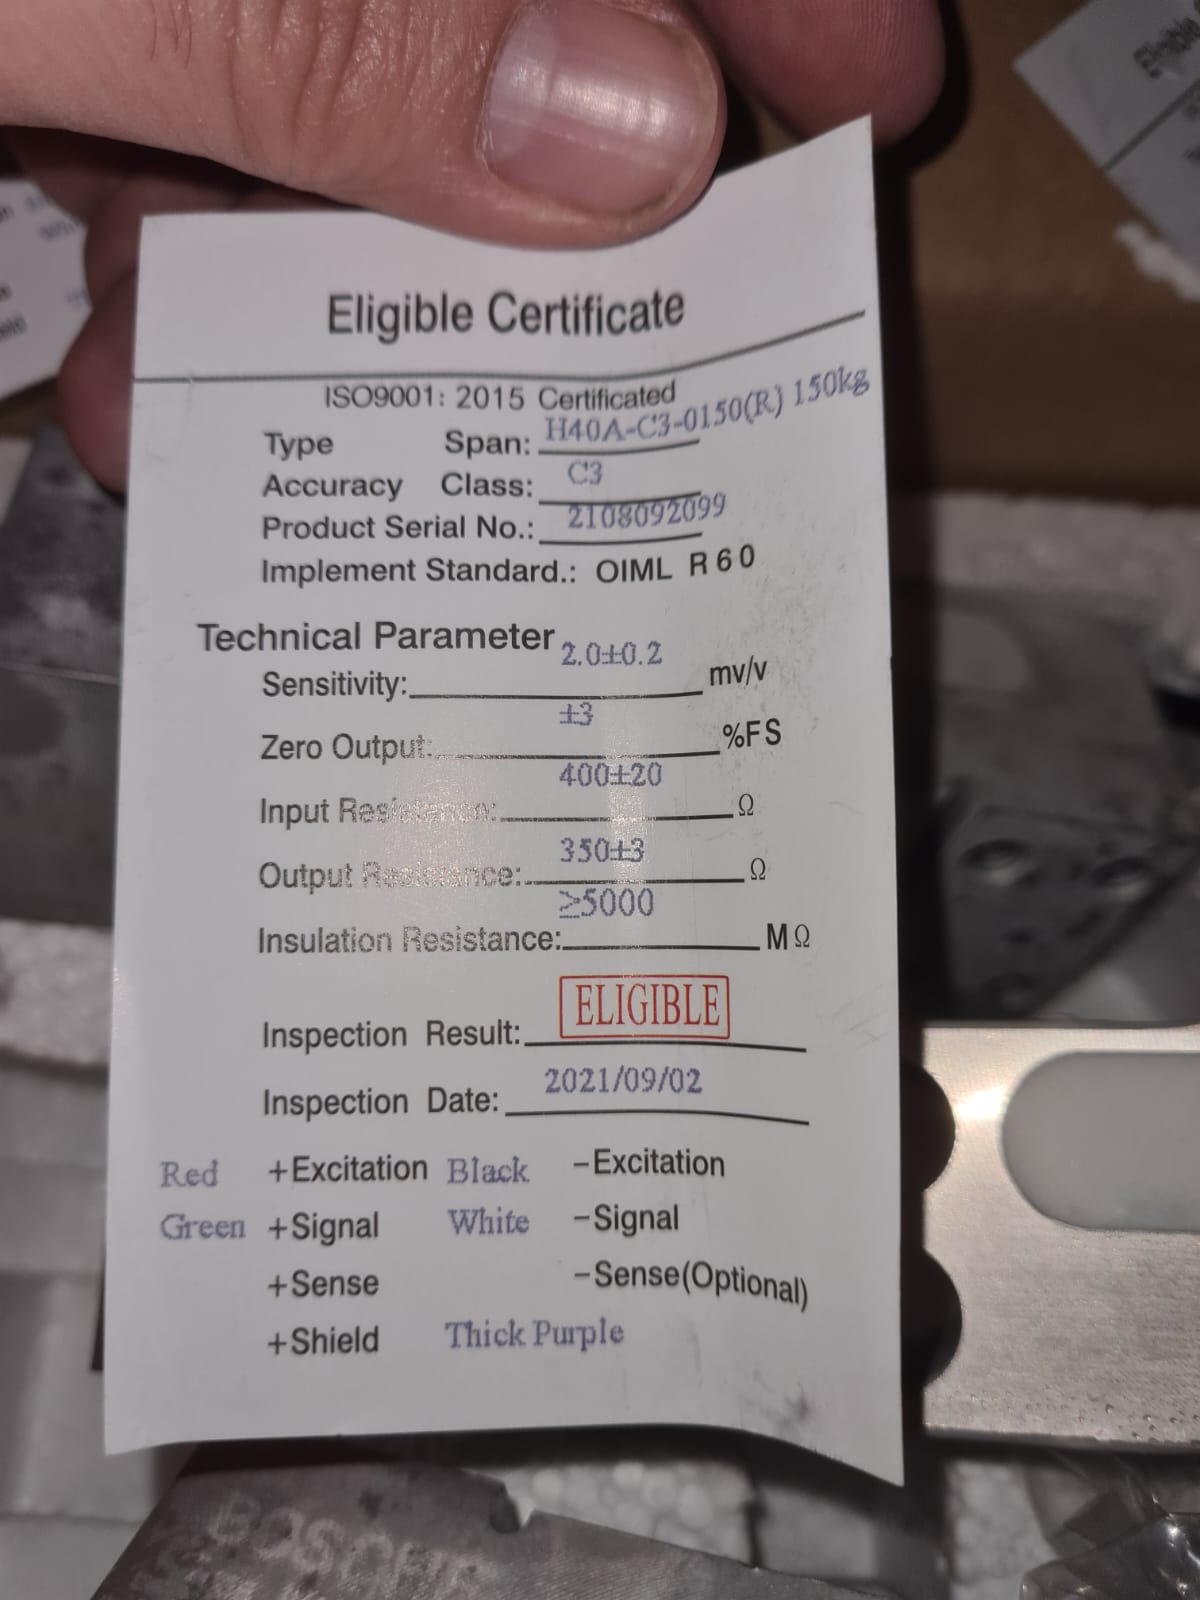 Eligible Certificate
ISO9001: 2015 Certificated
Type Span: H40A-C3-0150(R) 150kg
Accuracy Class: C3
Product Serial No.: 2108092099
Implement Standard.: OIML R60
Technical Parameter
Sensitivity: 2.0±0.2 mv/v
Zero Output: ±3 %FS
Input Resistance: 400±20 Ω
Output Resistance: 350±3 Ω
Insulation Resistance: ≥5000 MΩ
Inspection Result: ELIGIBLE
Inspection Date: 2021/09/02
Red +Excitation Black -Excitation
Green +Signal White -Signal
+Sense -Sense(Optional)
+Shield Thick Purple
Eligible